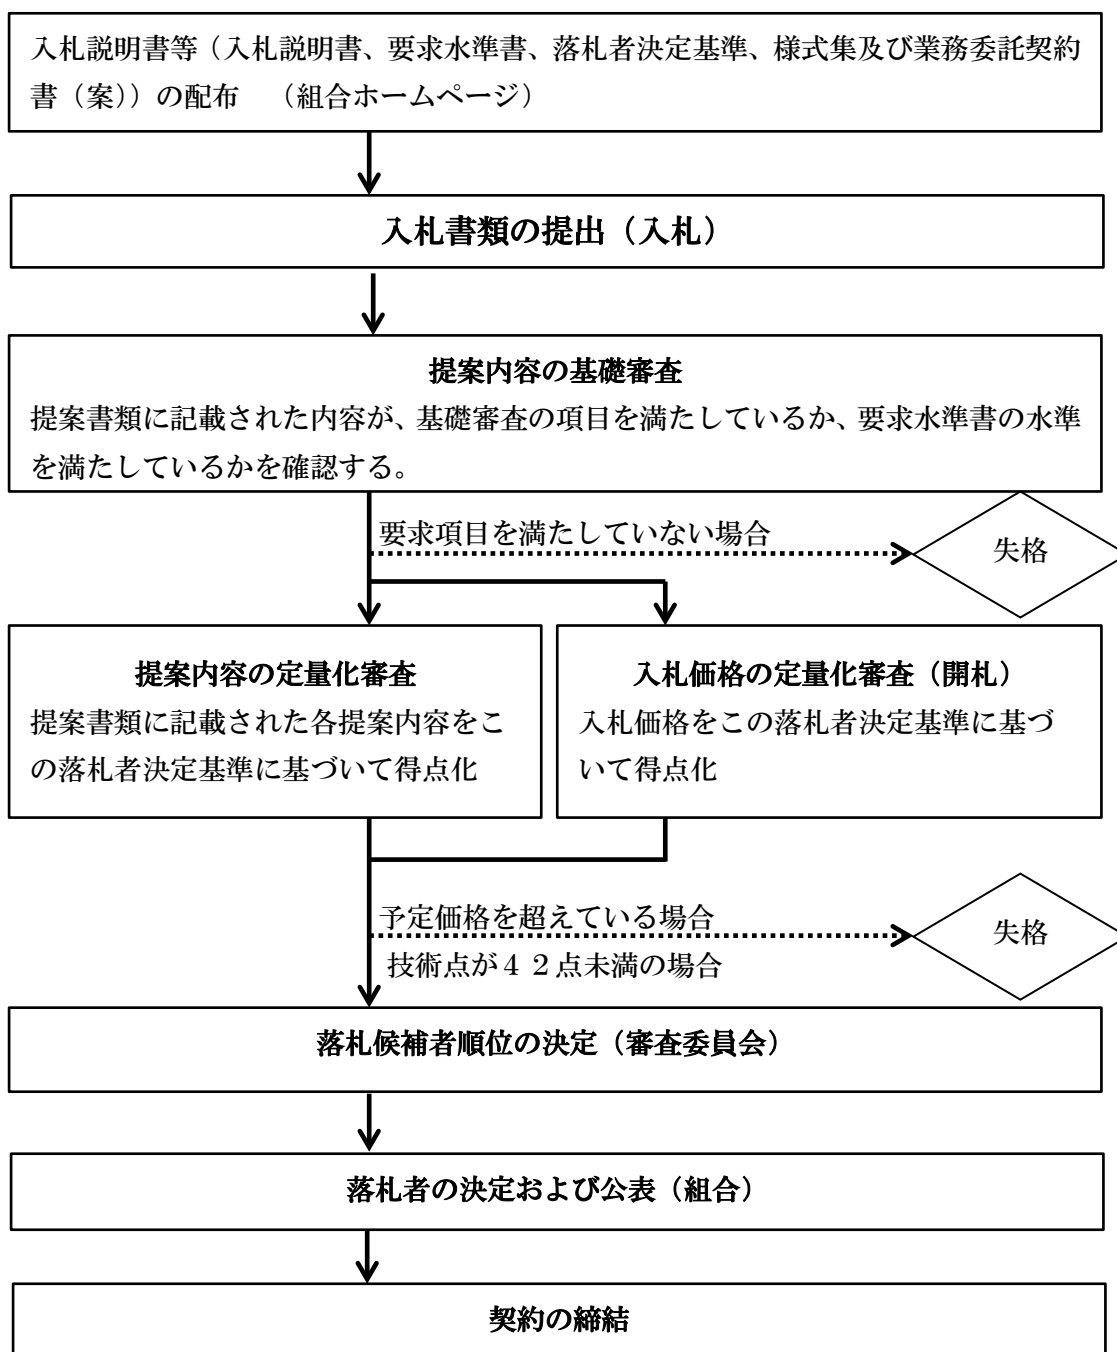 入札説明書等（入札説明書、要求水準書、落札者決定基準、様式集及び業務委託契約
書（案））の配布　（組合ホームページ）
入札書類の提出（入札）
提案内容の基礎審査
提案書類に記載された内容が、基礎審査の項目を満たしているか、要求水準書の水準
を満たしているかを確認する。
要求項目を満たしていない場合
失格
提案内容の定量化審査
提案書類に記載された各提案内容をこ
の落札者決定基準に基づいて得点化
入札価格の定量化審査（開札）
入札価格をこの落札者決定基準に基づ
いて得点化
予定価格を超えている場合
失格
技術点が４２点未満の場合
落札候補者順位の決定（審査委員会）
落札者の決定および公表（組合）
契約の締結